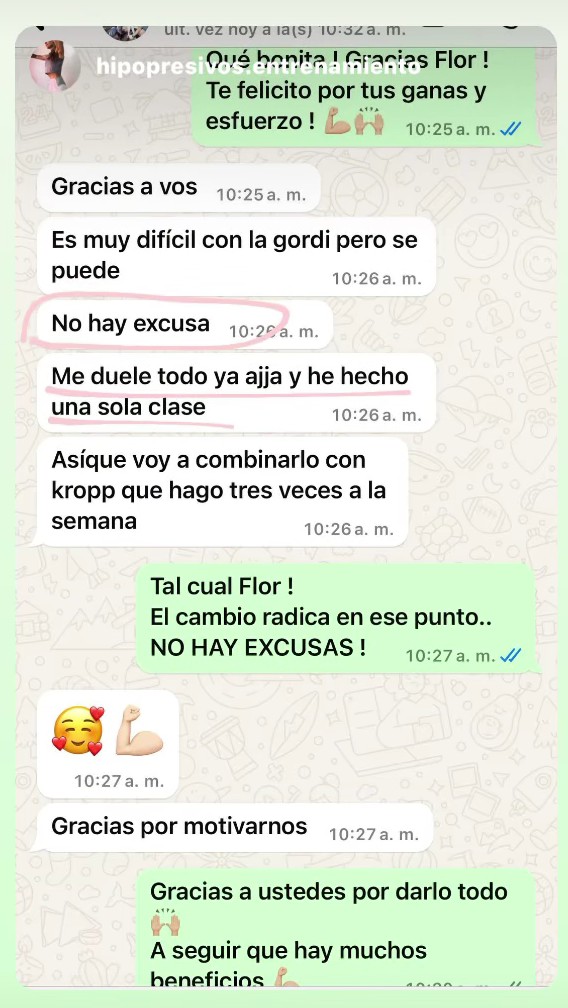 últ. vez hoy a la(s) 10:32 a. m.
hipopresivos.entrenamiento
Qué bonita ! Gracias Flor !
Te felicito por tus ganas y
esfuerzo ! 💪🏼🙌🏼 10:25 a. m.
Gracias a vos 10:25 a. m.
Es muy difícil con la gordi pero se
puede 10:26 a. m.
No hay excusa 10:26 a. m.
Me duele todo ya ajja y he hecho
una sola clase 10:26 a. m.
Asíque voy a combinarlo con
kropp que hago tres veces a la
semana 10:26 a. m.
Tal cual Flor !
El cambio radica en ese punto..
NO HAY EXCUSAS ! 10:27 a. m.
🥰💪🏻
10:27 a. m.
Gracias por motivarnos 10:27 a. m.
Gracias a ustedes por darlo todo
🙌🏼
A seguir que hay muchos
beneficios 💪🏼